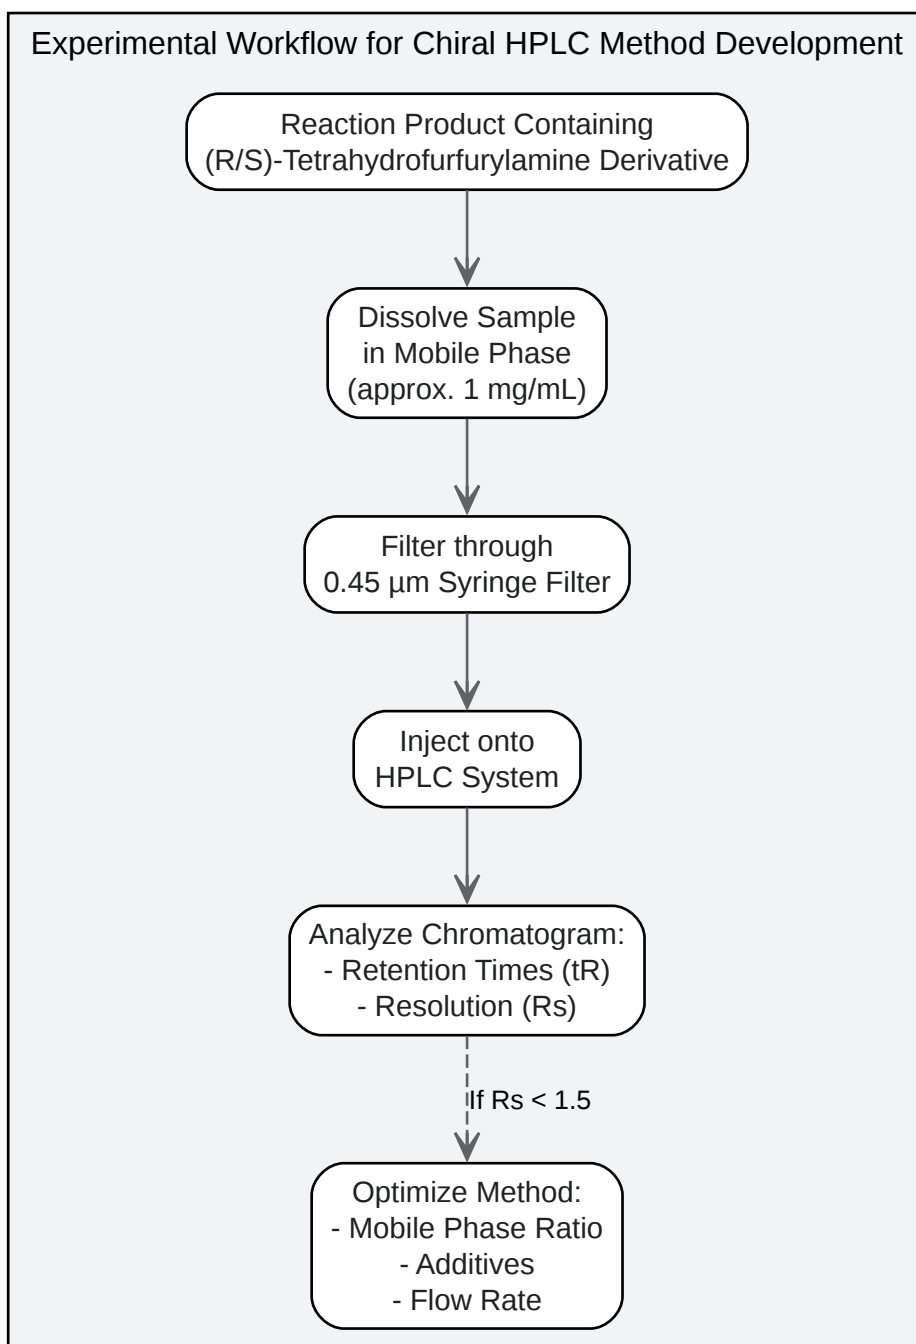 Experimental Workflow for Chiral HPLC Method Development
Reaction Product Containing
(R/S)-Tetrahydrofurfurylamine Derivative
Dissolve Sample
in Mobile Phase
(approx. 1 mg/mL)
Filter through
0.45 µm Syringe Filter
Inject onto
HPLC System
Analyze Chromatogram:
- Retention Times (tR)
- Resolution (Rs)
If Rs < 1.5
Optimize Method:
- Mobile Phase Ratio
- Additives
- Flow Rate